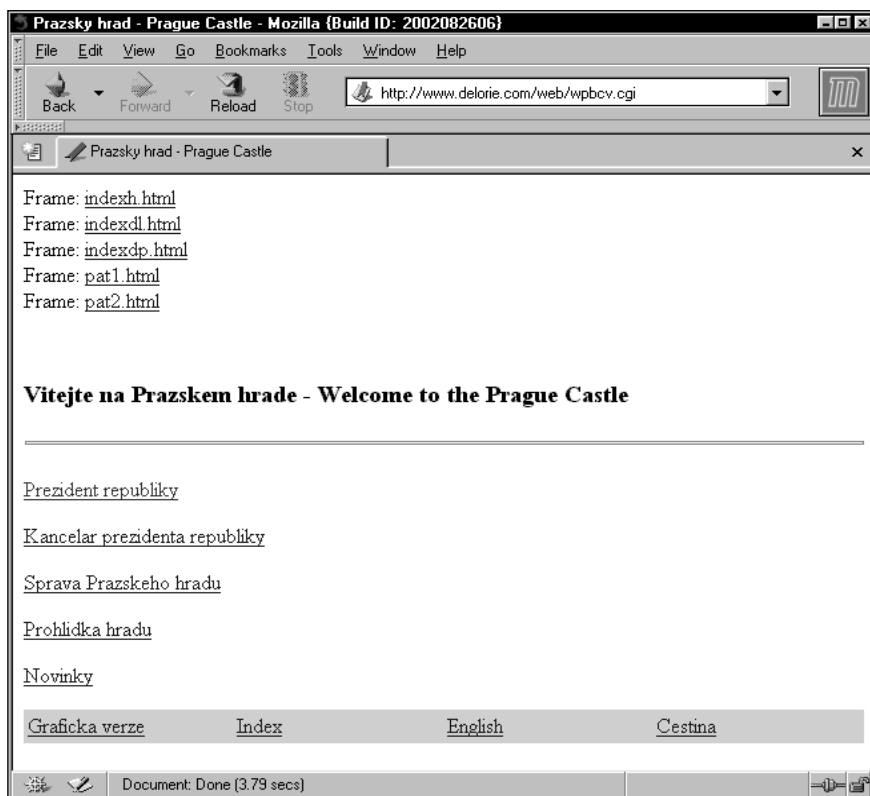 Prazsky hrad - Prague Castle - Mozilla {Build ID: 2002082606}
File Edit View Go Bookmarks Tools Window Help
Back Forward Reload Stop http://www.delorie.com/web/wpbcv.cgi
Prazsky hrad - Prague Castle
Frame: indexh.html
Frame: indexdl.html
Frame: indexdp.html
Frame: pat1.html
Frame: pat2.html
Vitejte na Prazskem hrade - Welcome to the Prague Castle
Prezident republiky
Kancelar prezidenta republiky
Sprava Prazskeho hradu
Prohlidka hradu
Novinky
Graficka verze Index English Cestina
Document: Done (3.79 secs)